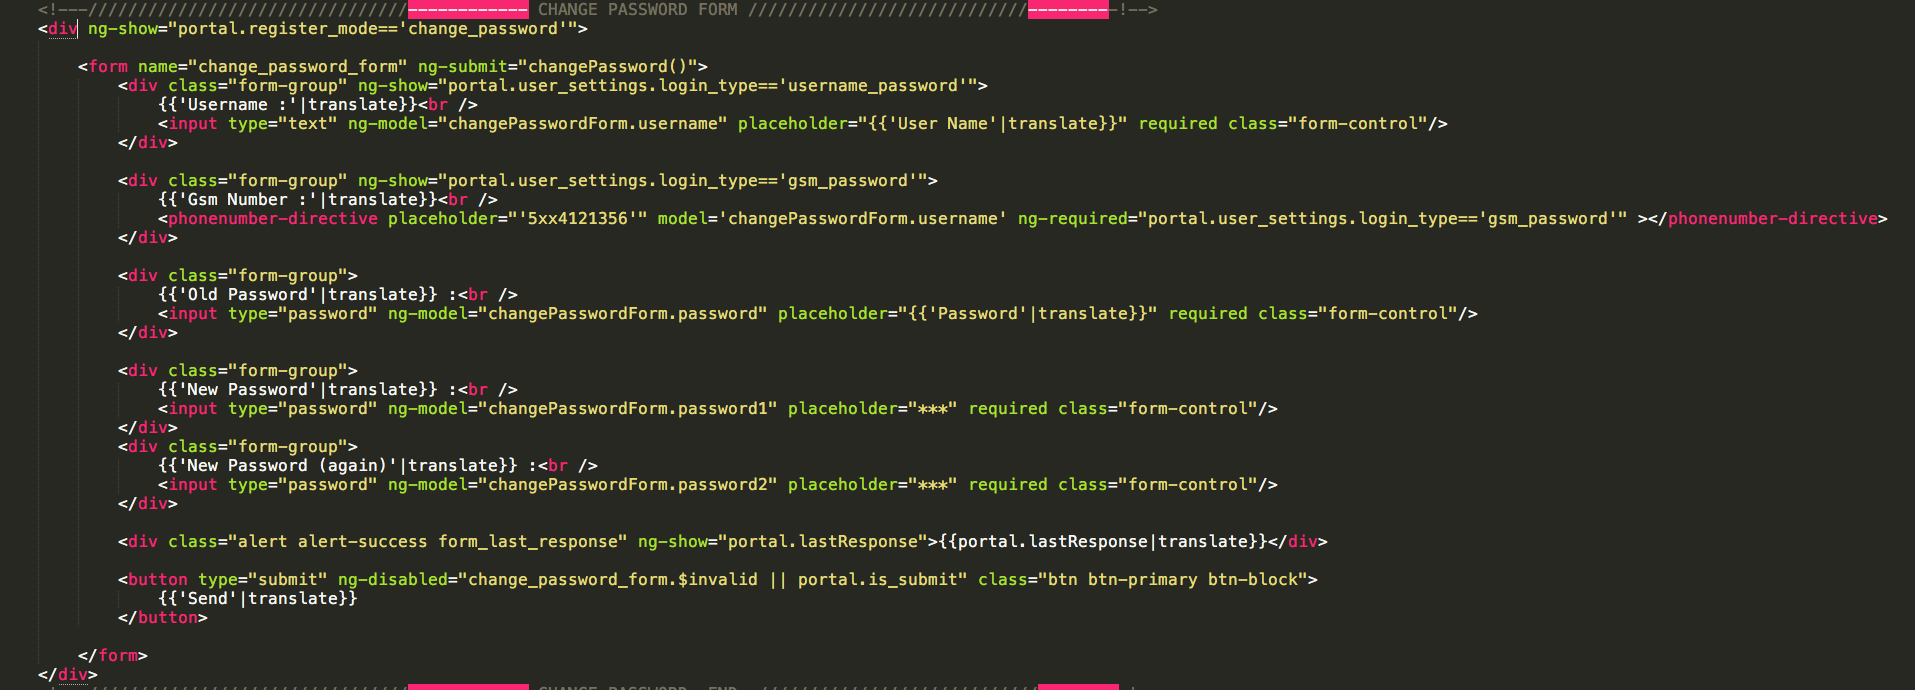 <!---////////////////////////////////------------ CHANGE PASSWORD FORM ////////////////////////////---------!-->
<div ng-show="portal.register_mode=='change_password'">
<form name="change_password_form" ng-submit="changePassword()">
<div class="form-group" ng-show="portal.user_settings.login_type=='username_password'">
{{'Username :'|translate}}<br />
<input type="text" ng-model="changePasswordForm.username" placeholder="{{'User Name'|translate}}" required class="form-control"/>
</div>
<div class="form-group" ng-show="portal.user_settings.login_type=='gsm_password'">
{{'Gsm Number :'|translate}}<br />
<phonenumber-directive placeholder="'5xx4121356'" model='changePasswordForm.username' ng-required="portal.user_settings.login_type=='gsm_password'" ></phonenumber-directive>
</div>
<div class="form-group">
{{'Old Password'|translate}} :<br />
<input type="password" ng-model="changePasswordForm.password" placeholder="{{'Password'|translate}}" required class="form-control"/>
</div>
<div class="form-group">
{{'New Password'|translate}} :<br />
<input type="password" ng-model="changePasswordForm.password1" placeholder="***" required class="form-control"/>
</div>
<div class="form-group">
{{'New Password (again)'|translate}} :<br />
<input type="password" ng-model="changePasswordForm.password2" placeholder="***" required class="form-control"/>
</div>
<div class="alert alert-success form_last_response" ng-show="portal.lastResponse">{{portal.lastResponse|translate}}</div>
<button type="submit" ng-disabled="change_password_form.$invalid || portal.is_submit" class="btn btn-primary btn-block">
{{'Send'|translate}}
</button>
</form>
</div>
CHANGE PASSWORD END